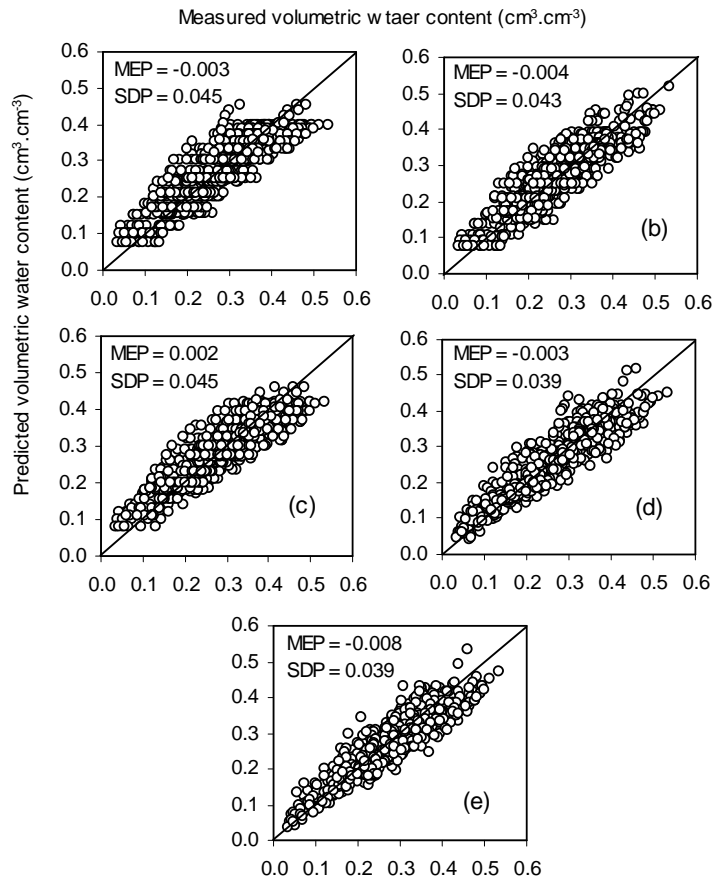 Measured volumetric w taer content (cm³.cm⁻³)
Predicted volumetric water content (cm³.cm⁻³)
0.6
0.5
0.4
0.3
0.2
0.1
0.0
MEP = -0.003
SDP = 0.045
0.0 0.1 0.2 0.3 0.4 0.5 0.6
0.6
0.5
0.4
0.3
0.2
0.1
0.0
MEP = -0.004
SDP = 0.043
(b)
0.0 0.1 0.2 0.3 0.4 0.5 0.6
0.6
0.5
0.4
0.3
0.2
0.1
0.0
MEP = 0.002
SDP = 0.045
(c)
0.0 0.1 0.2 0.3 0.4 0.5 0.6
0.6
0.5
0.4
0.3
0.2
0.1
0.0
MEP = -0.003
SDP = 0.039
(d)
0.0 0.1 0.2 0.3 0.4 0.5 0.6
0.6
0.5
0.4
0.3
0.2
0.1
0.0
MEP = -0.008
SDP = 0.039
(e)
0.0 0.1 0.2 0.3 0.4 0.5 0.6